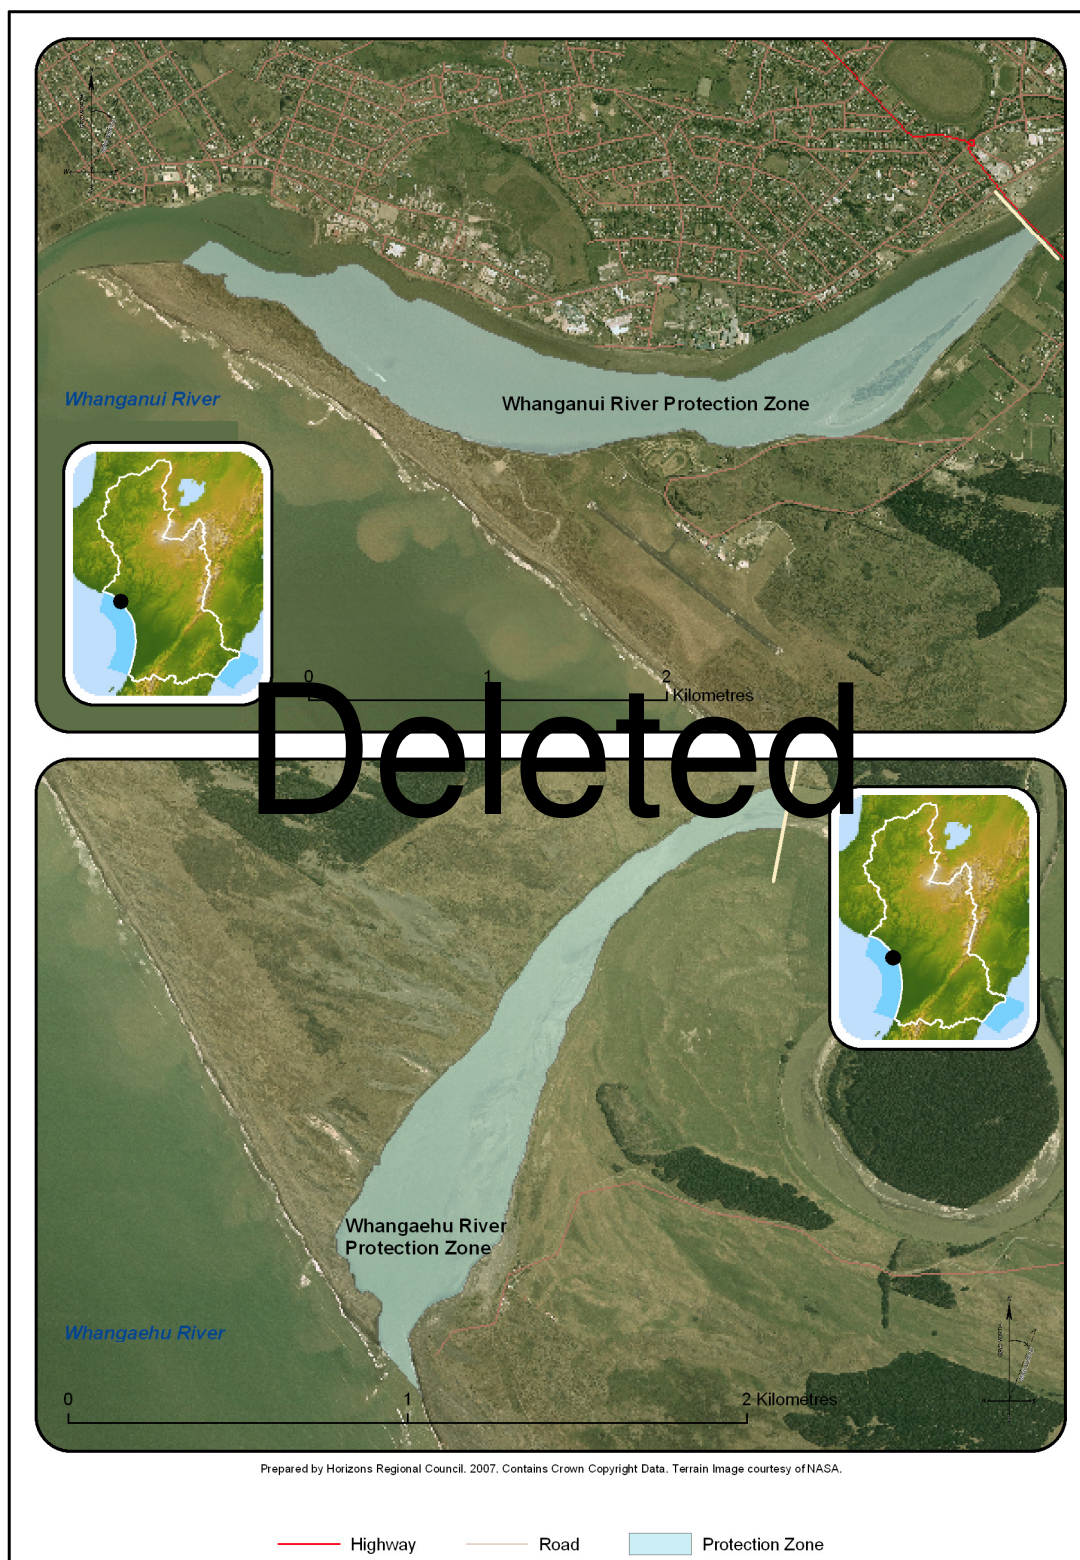 Whanganui River
Whanganui River Protection Zone
0 1 2
Kilometres
Deleted
Whangaehu River
Protection Zone
Whangaehu River
0 1 2 Kilometres
Prepared by Horizons Regional Council. 2007. Contains Crown Copyright Data. Terrain Image courtesy of NASA.
Highway Road Protection Zone